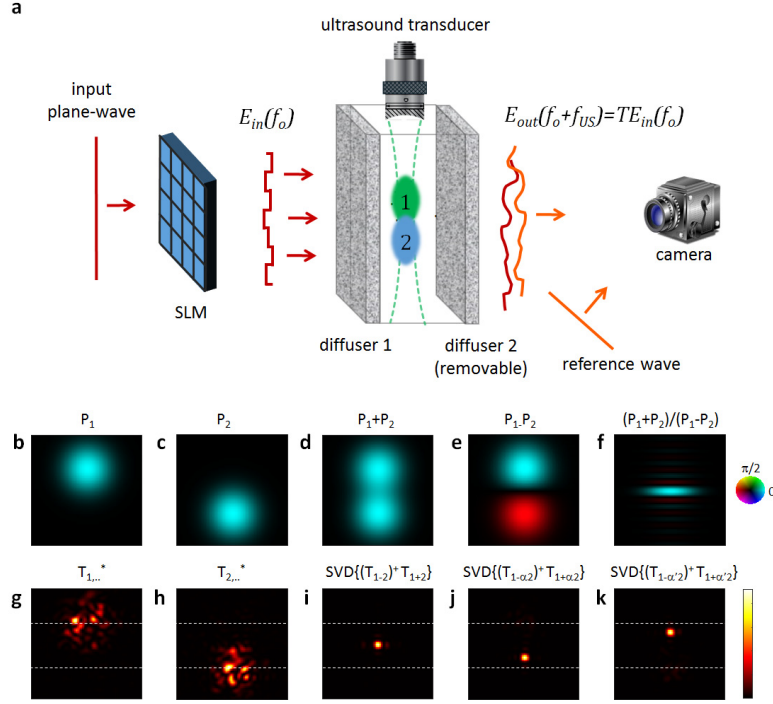 a
ultrasound transducer
input
plane-wave
E_in(f_o)
E_out(f_o+f_US)=TE_in(f_o)
1
2
SLM
camera
diffuser 1
diffuser 2
(removable)
reference wave
b P_1
c P_2
d P_1+P_2
e P_1-P_2
f (P_1+P_2)/(P_1-P_2)
π/2
0
g T_1,..^*
h T_2,..^*
i SVD{(T_1-2)^+ T_1+2}
j SVD{(T_1-α2)^+ T_1+α2}
k SVD{(T_1-α'2)^+ T_1+α'2}